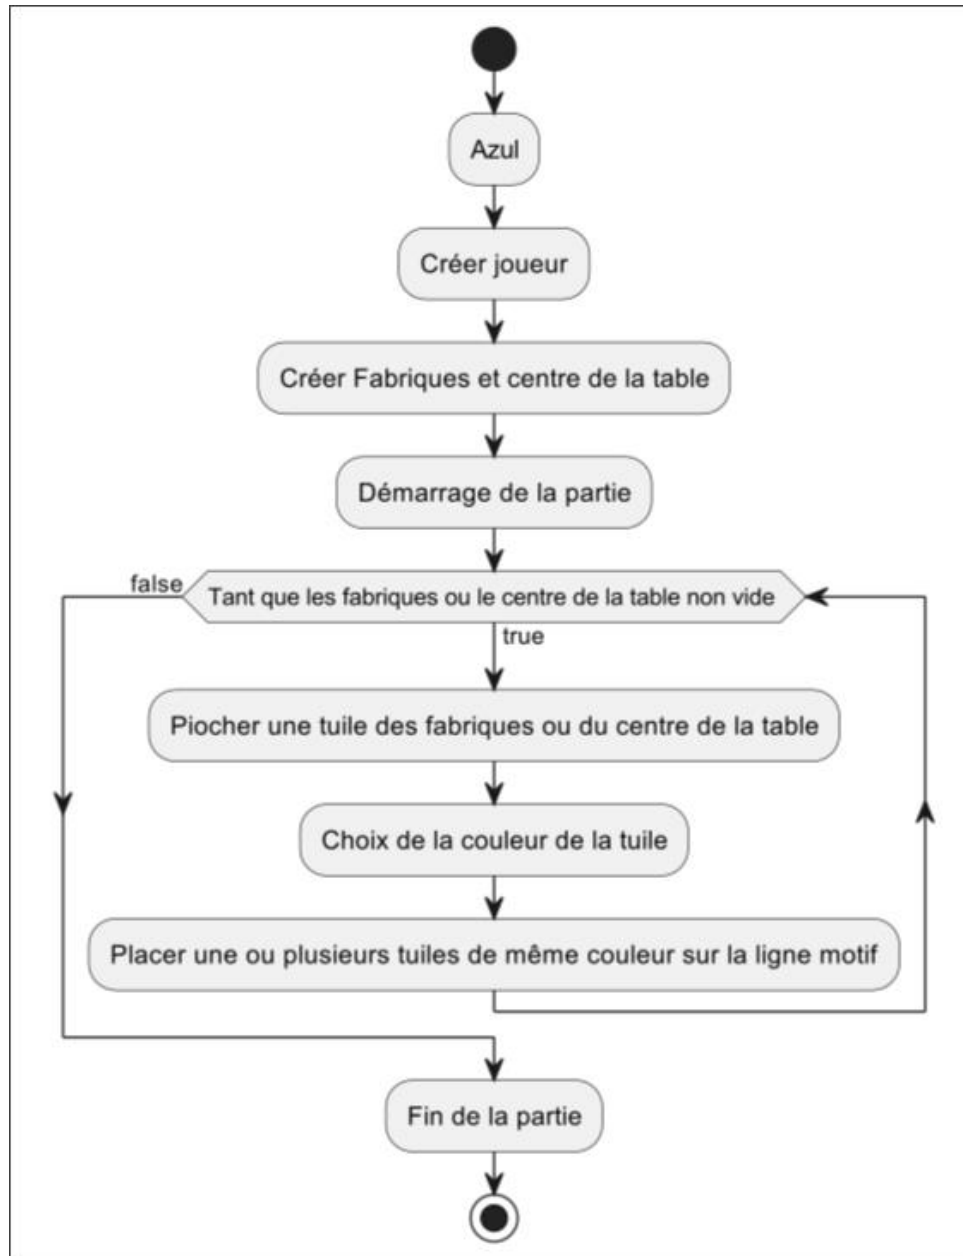 Azul
Créer joueur
Créer Fabriques et centre de la table
Démarrage de la partie
false
Tant que les fabriques ou le centre de la table non vide
true
Piocher une tuile des fabriques ou du centre de la table
Choix de la couleur de la tuile
Placer une ou plusieurs tuiles de même couleur sur la ligne motif
Fin de la partie